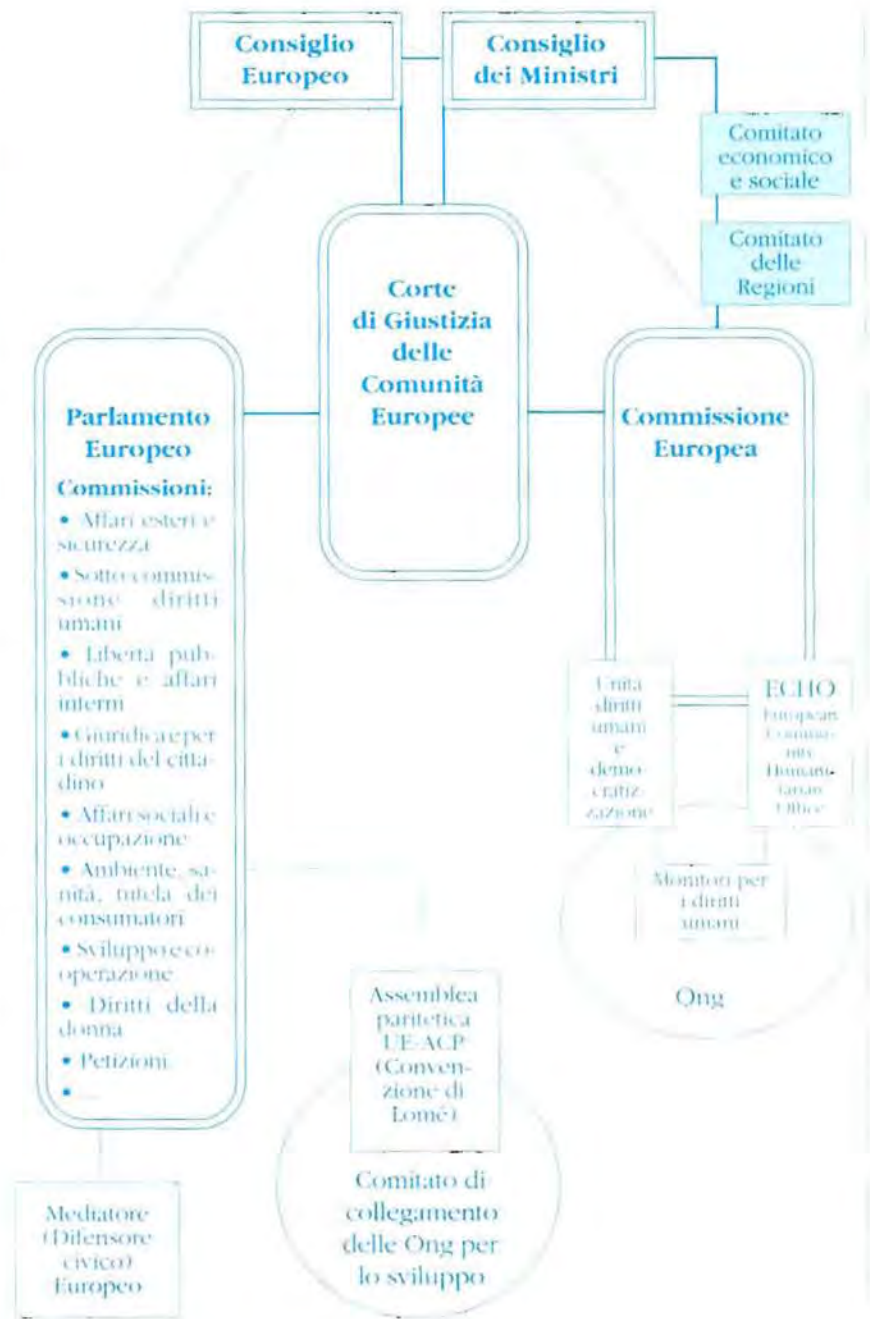 Consiglio
Europeo
Consiglio
dei Ministri
Comitato
economico
e sociale
Comitato
delle
Regioni
Corte
di Giustizia
delle
Comunità
Europee
Parlamento
Europeo
Commissioni:
• Affari esteri e
sicurezza
• Sotto-commis-
sione diritti
umani
• Libertà pub-
bliche e affari
interni
• Giuridica e per
i diritti del citta-
dino
• Affari sociali e
occupazione
• Ambiente, sa-
nità, tutela dei
consumatori
• Sviluppo e co-
operazione
• Diritti della
donna
• Petizioni
• ...
Commissione
Europea
Unità
diritti
umani
e
demo-
cratiz-
zazione
ECHO
European
Commu-
nity
Humani-
tarian
Office
Monitori per
i diritti
umani
Ong
Assemblea
paritetica
UE-ACP
(Conven-
zione di
Lomé)
Comitato di
collegamento
delle Ong per
lo sviluppo
Mediatore
(Difensore
civico)
Europeo